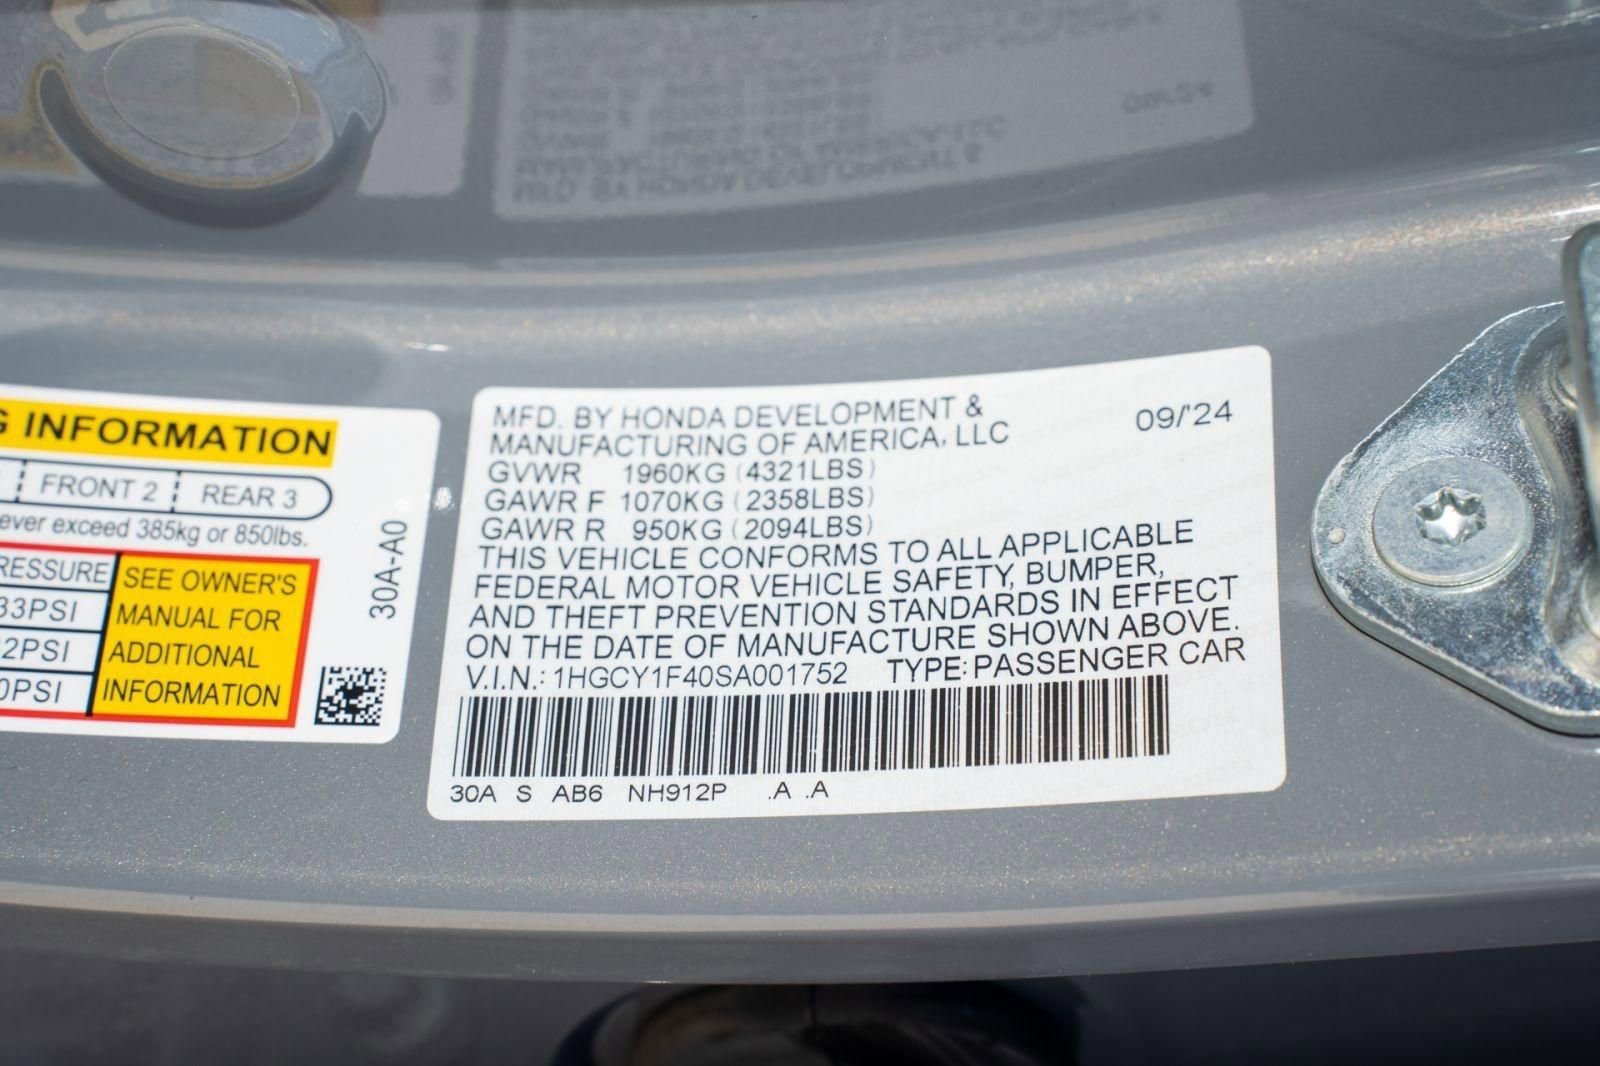 G INFORMATION
FRONT 2 REAR 3
ever exceed 385kg or 850lbs.
RESSURE
33PSI
2PSI
0PSI
SEE OWNER'S
MANUAL FOR
ADDITIONAL
INFORMATION
30A-A0
MFD. BY HONDA DEVELOPMENT &
MANUFACTURING OF AMERICA, LLC
09/'24
GVWR 1960KG (4321LBS)
GAWR F 1070KG (2358LBS)
GAWR R 950KG (2094LBS)
THIS VEHICLE CONFORMS TO ALL APPLICABLE
FEDERAL MOTOR VEHICLE SAFETY, BUMPER,
AND THEFT PREVENTION STANDARDS IN EFFECT
ON THE DATE OF MANUFACTURE SHOWN ABOVE.
V.I.N.: 1HGCY1F40SA001752 TYPE: PASSENGER CAR
30A S AB6 NH912P .A .A